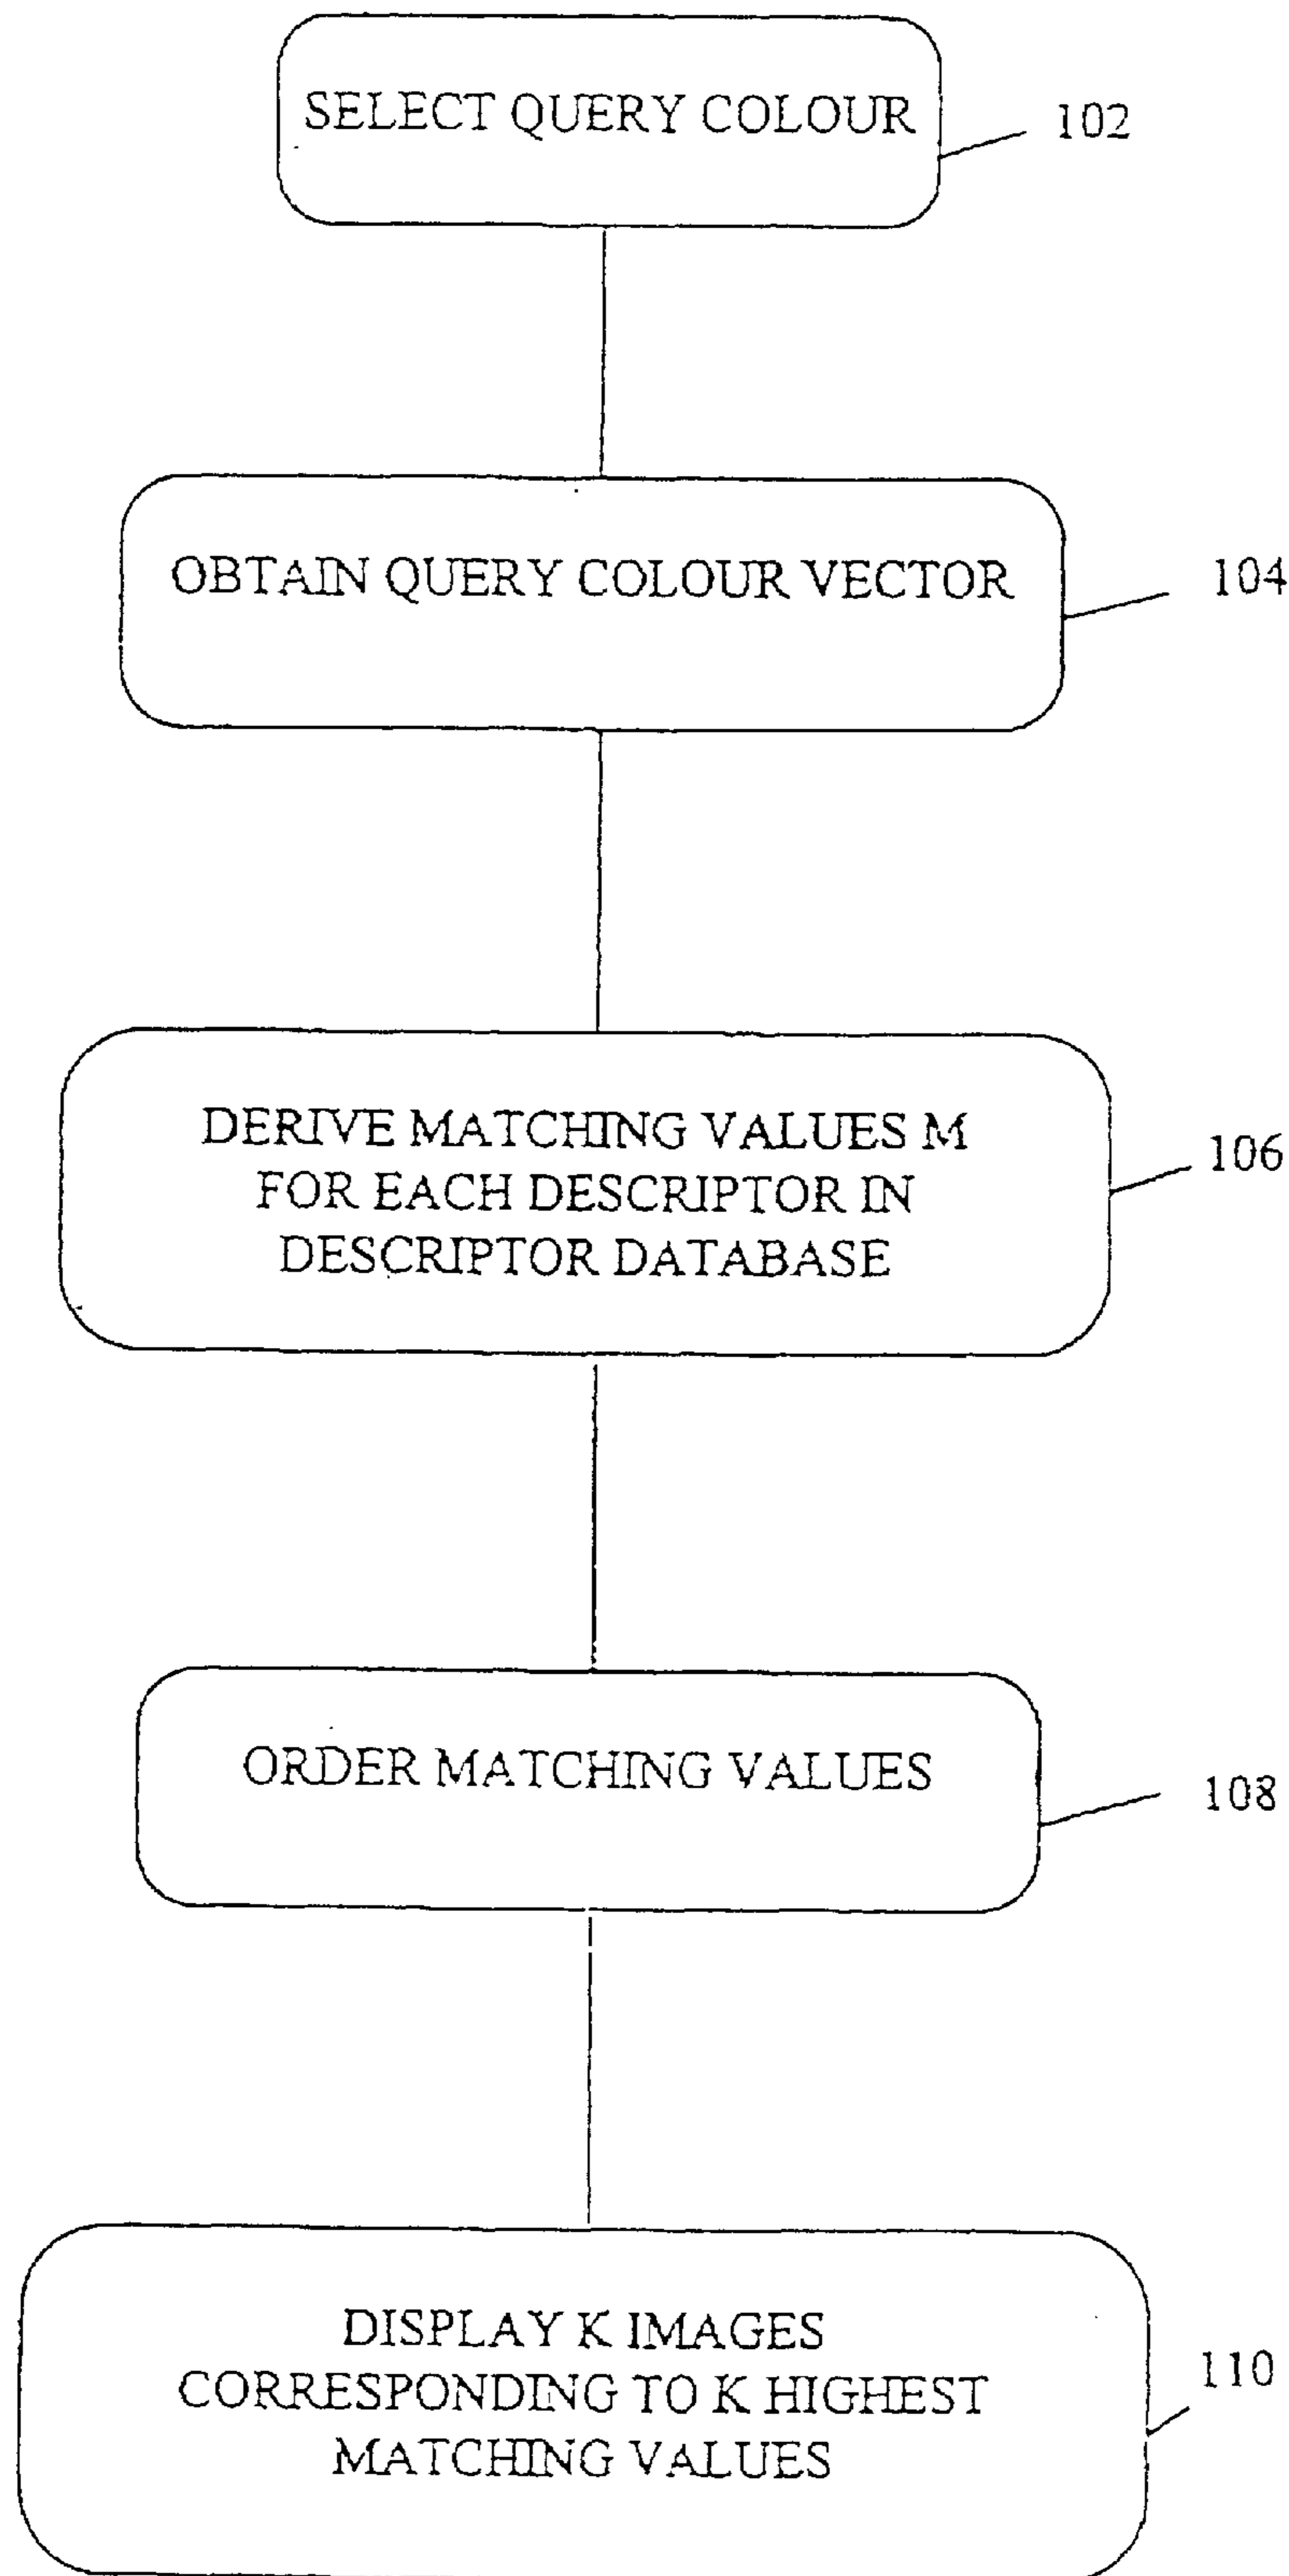 SELECT QUERY COLOUR
102
OBTAIN QUERY COLOUR VECTOR
104
DERIVE MATCHING VALUES M
FOR EACH DESCRIPTOR IN
DESCRIPTOR DATABASE
106
ORDER MATCHING VALUES
108
DISPLAY K IMAGES
CORRESPONDING TO K HIGHEST
MATCHING VALUES
110